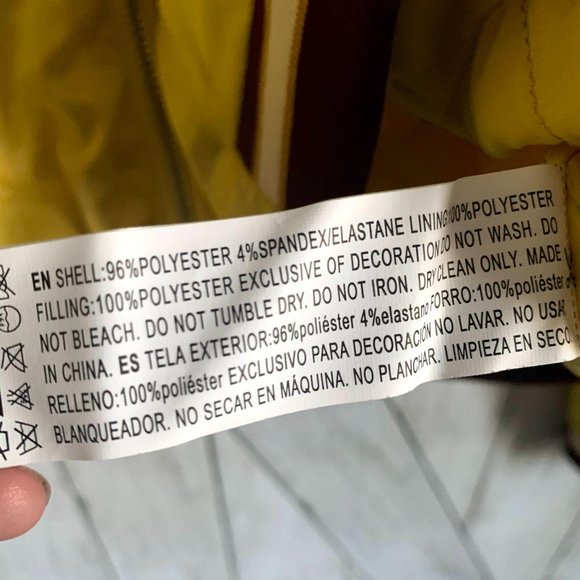 EN SHELL:96%POLYESTER 4%SPANDEX/ELASTANE LINING:100%POLYESTER
FILLING:100%POLYESTER EXCLUSIVE OF DECORATION.DO NOT WASH. DO
NOT BLEACH. DO NOT TUMBLE DRY. DO NOT IRON. DRY CLEAN ONLY. MADE
IN CHINA. ES TELA EXTERIOR:96%poliéster 4%elastano FORRO:100%poliéster
RELLENO:100%poliéster EXCLUSIVO PARA DECORACIÓN NO LAVAR. NO USAR
BLANQUEADOR. NO SECAR EN MÁQUINA. NO PLANCHAR. LIMPIEZA EN SECO